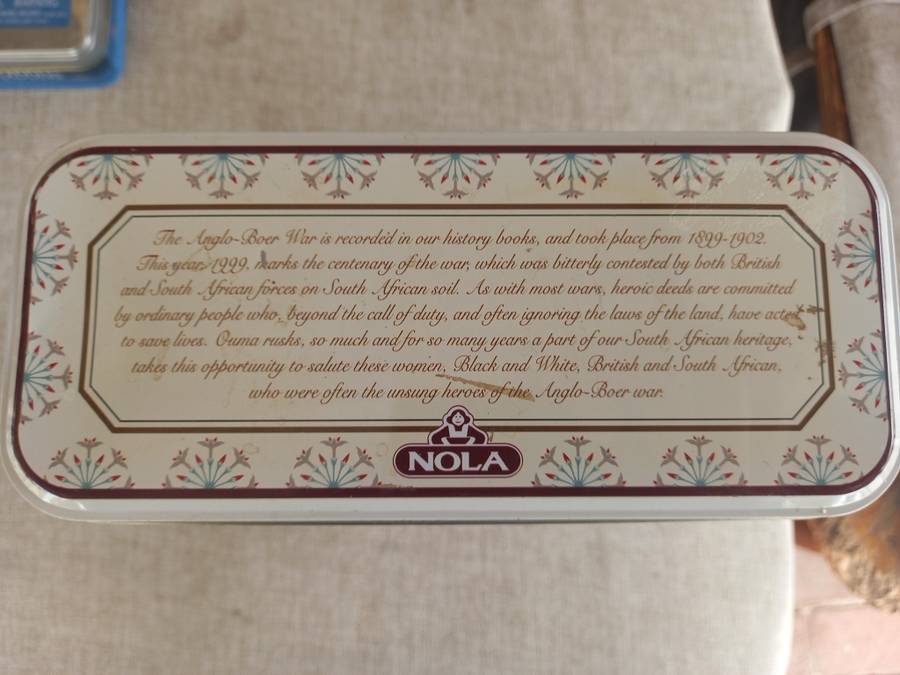 The Anglo-Boer War is recorded in our history books, and took place from 1899-1902.
This year, 1999, marks the centenary of the war, which was bitterly contested by both British
and South African forces on South African soil. As with most wars, heroic deeds are committed
by ordinary people who, beyond the call of duty, and often ignoring the laws of the land, have acted
to save lives. Ouma rusks, so much and for so many years a part of our South African heritage,
takes this opportunity to salute these women, Black and White, British and South African,
who were often the unsung heroes of the Anglo-Boer war.
NOLA